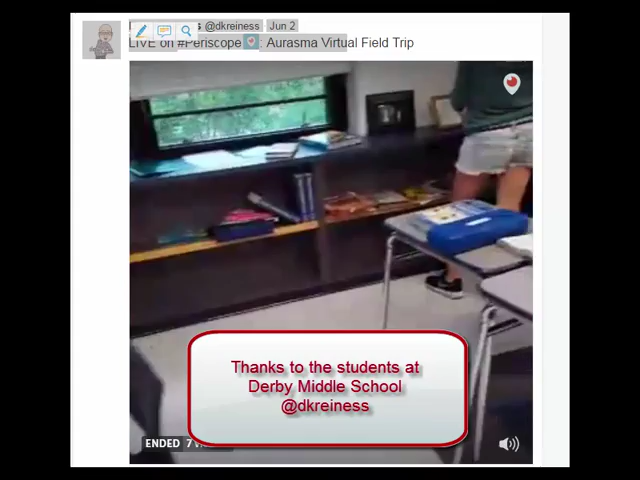 @dkreiness Jun 2
LIVE on #Periscope : Aurasma Virtual Field Trip
Thanks to the students at
Derby Middle School
@dkreiness
ENDED 7